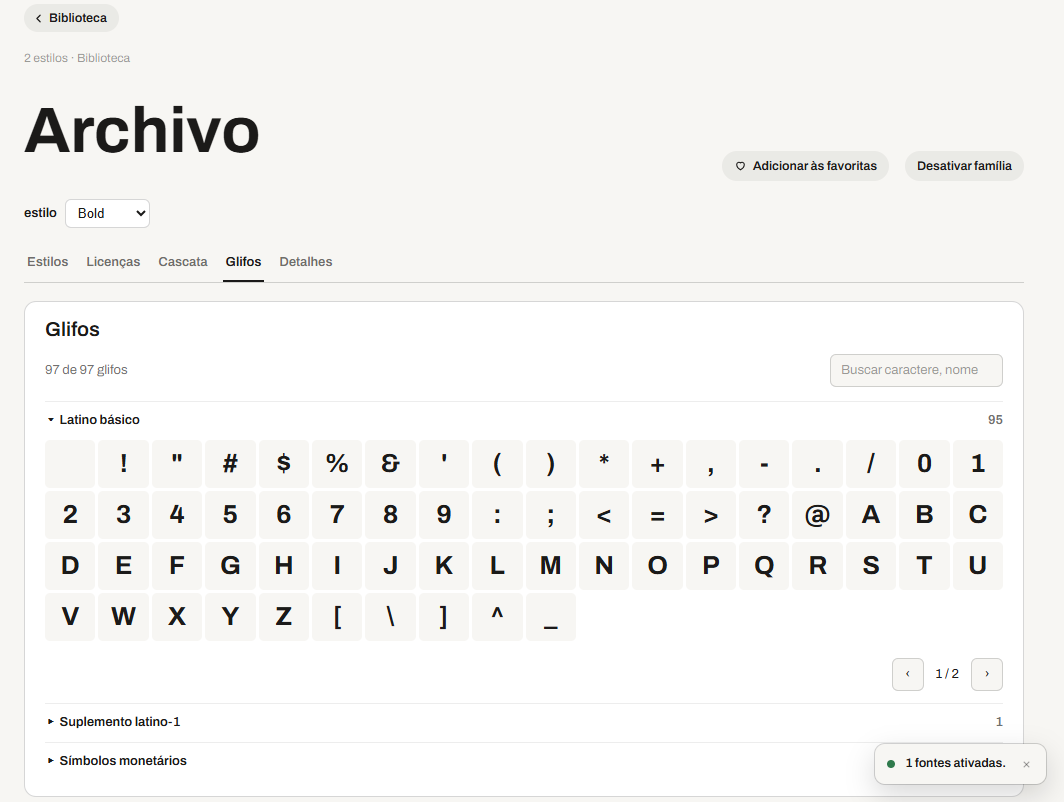 ‹ Biblioteca
2 estilos · Biblioteca
Archivo
Adicionar às favoritas Desativar família
estilo Bold
Estilos Licenças Cascata Glifos Detalhes
Glifos
97 de 97 glifos Buscar caractere, nome
Latino básico 95
! " # $ % & ' ( ) * + , - . / 0 1
2 3 4 5 6 7 8 9 : ; < = > ? @ A B C
D E F G H I J K L M N O P Q R S T U
V W X Y Z [ \ ] ^ _
‹ 1 / 2 ›
Suplemento latino-1 1
Símbolos monetários
1 fontes ativadas. ×